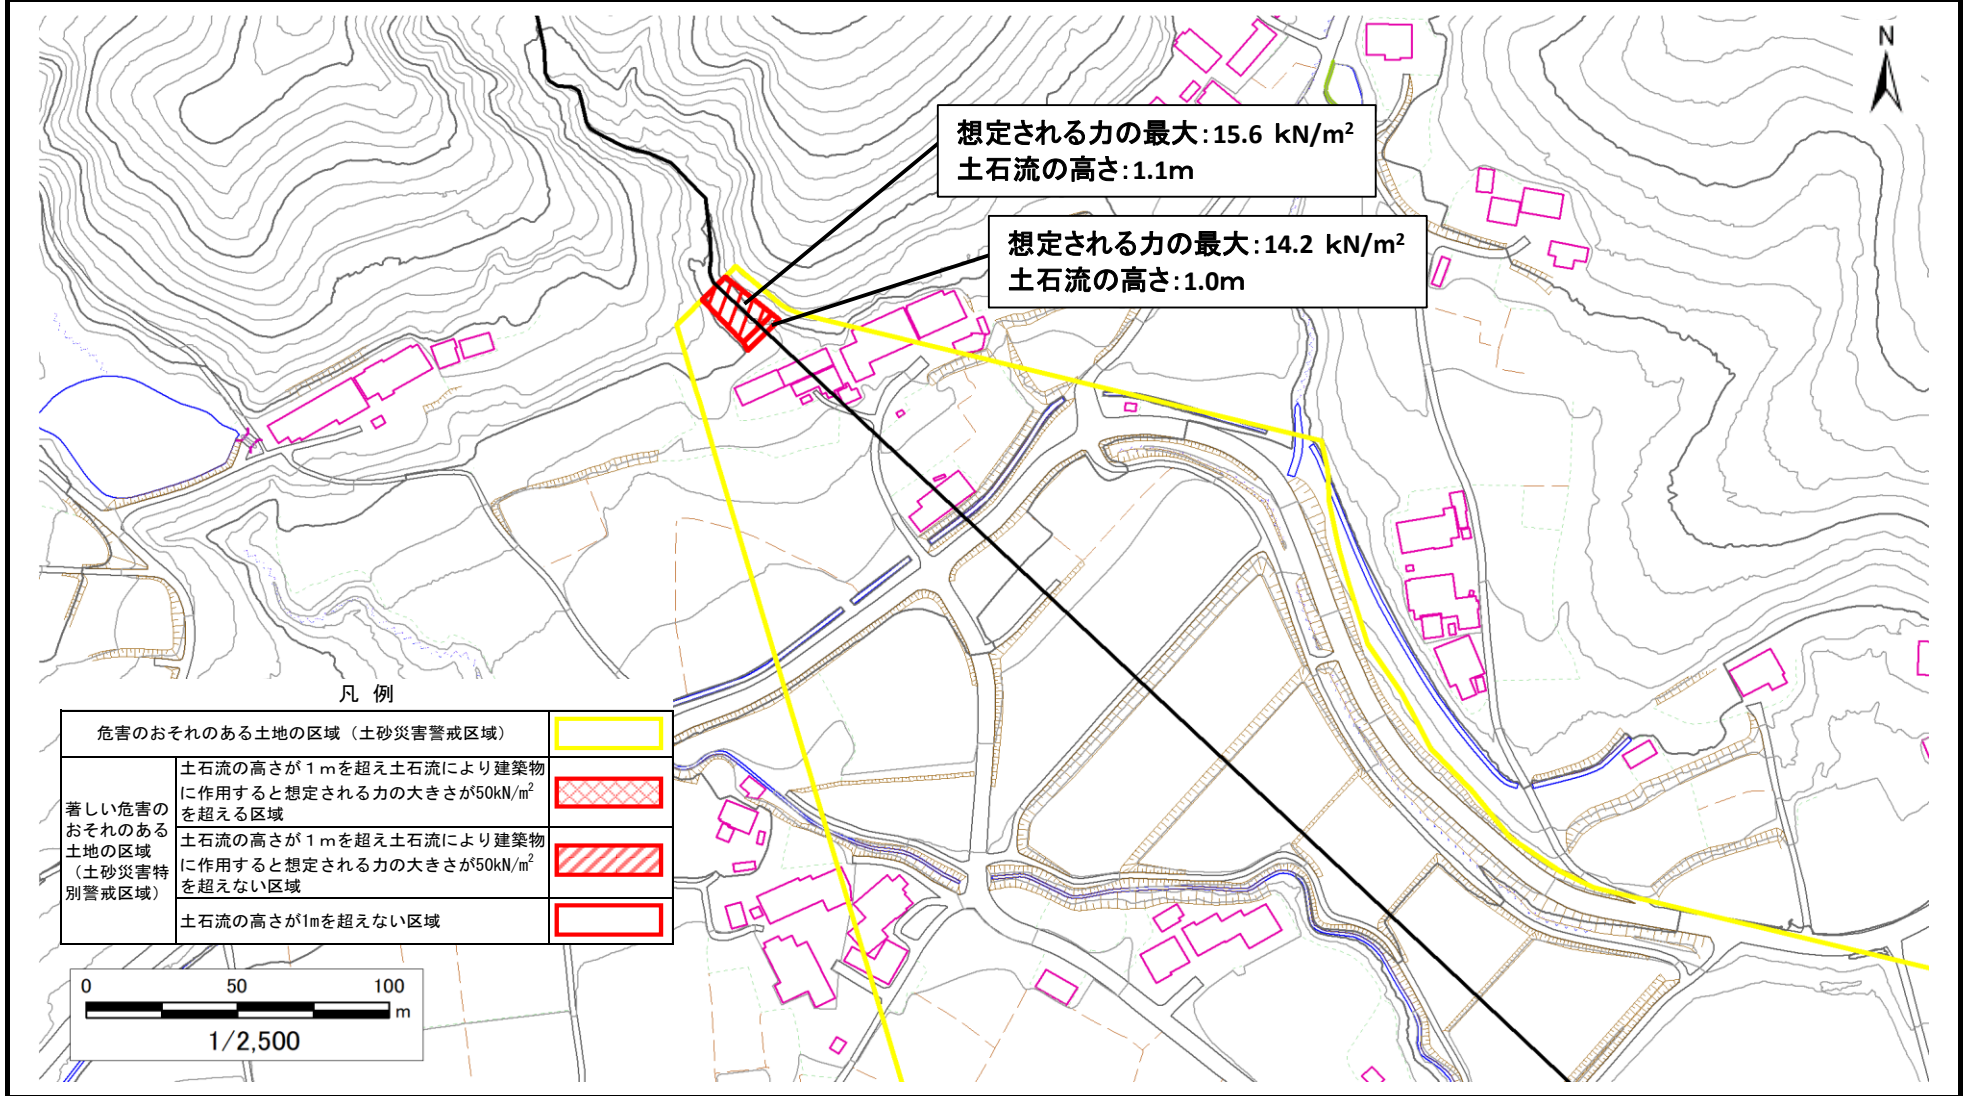 N
想定される力の最大:15.6 kN/m²
土石流の高さ:1.1m
想定される力の最大:14.2 kN/m²
土石流の高さ:1.0m
凡 例
危害のおそれのある土地の区域（土砂災害警戒区域）
著しい危害の
おそれのある
土地の区域
（土砂災害特
別警戒区域）
土石流の高さが１ｍを超え土石流により建築物
に作用すると想定される力の大きさが50kN/m²
を超える区域
土石流の高さが１ｍを超え土石流により建築物
に作用すると想定される力の大きさが50kN/m²
を超えない区域
土石流の高さが1mを超えない区域
0 50 100
m
1/2,500